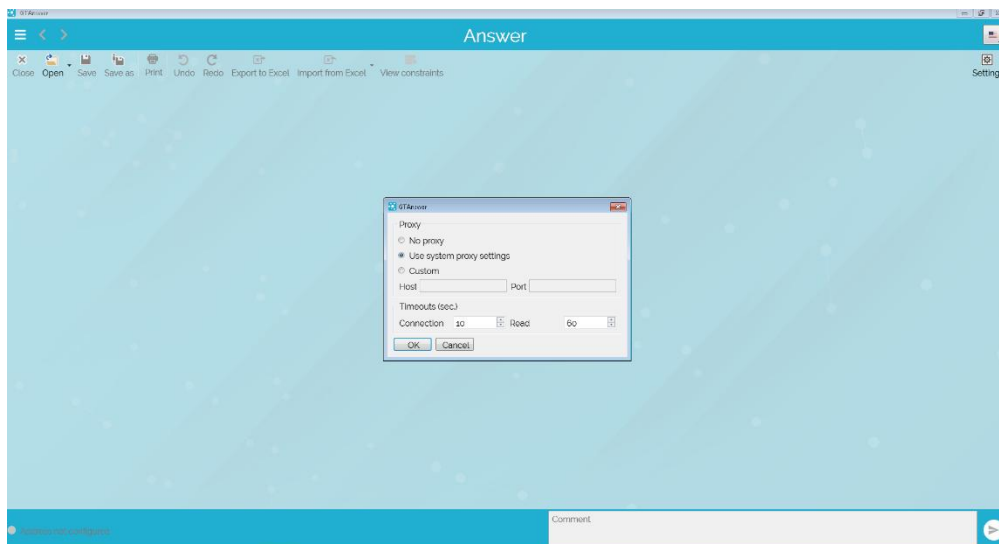 GTAnswer
Answer
Close Open Save Save as Print Undo Redo Export to Excel Import from Excel View constraints
Setting
GTAnswer
Proxy
No proxy
Use system proxy settings
Custom
Host Port
Timeouts (sec.)
Connection 10 Read 60
OK Cancel
Comment
not configured